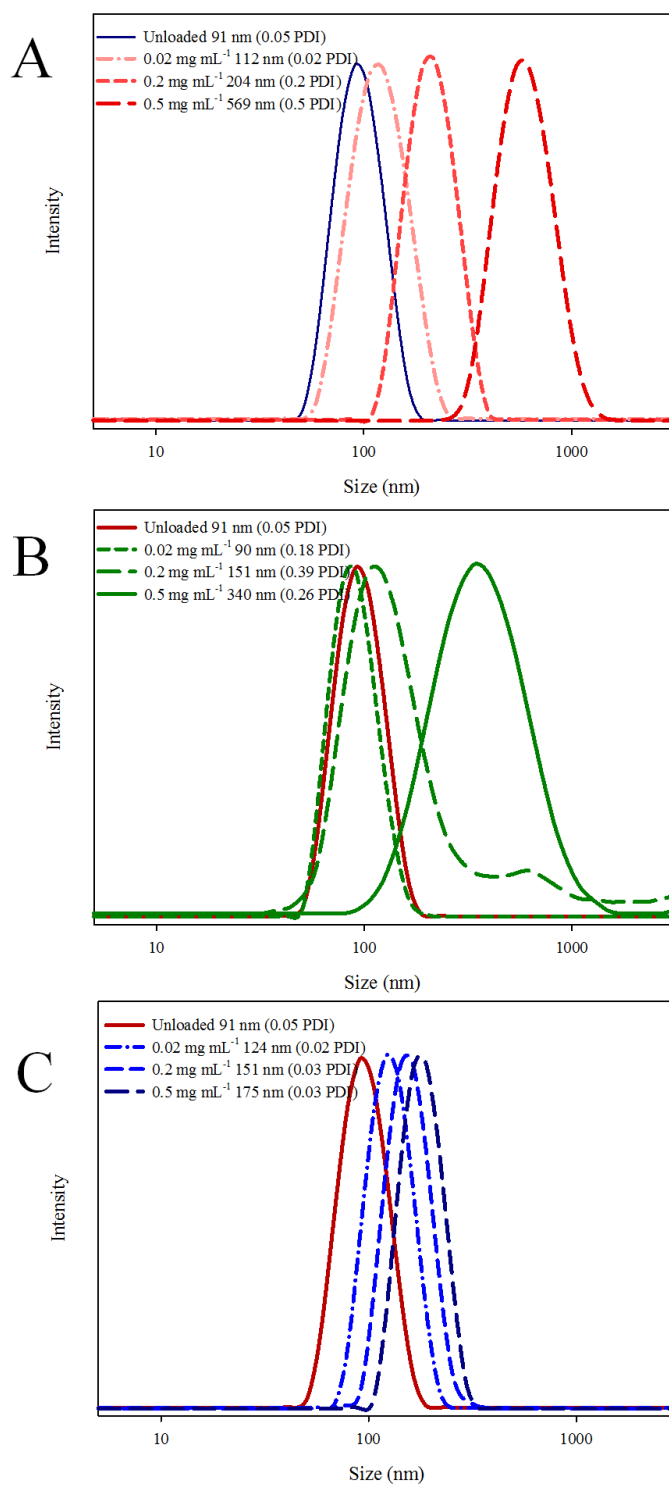 A
Unloaded 91 nm (0.05 PDI)
0.02 mg mL⁻¹ 112 nm (0.02 PDI)
0.2 mg mL⁻¹ 204 nm (0.2 PDI)
0.5 mg mL⁻¹ 569 nm (0.5 PDI)
Intensity
10 100 1000
Size (nm)
B
Unloaded 91 nm (0.05 PDI)
0.02 mg mL⁻¹ 90 nm (0.18 PDI)
0.2 mg mL⁻¹ 151 nm (0.39 PDI)
0.5 mg mL⁻¹ 340 nm (0.26 PDI)
Intensity
10 100 1000
Size (nm)
C
Unloaded 91 nm (0.05 PDI)
0.02 mg mL⁻¹ 124 nm (0.02 PDI)
0.2 mg mL⁻¹ 151 nm (0.03 PDI)
0.5 mg mL⁻¹ 175 nm (0.03 PDI)
Intensity
10 100 1000
Size (nm)